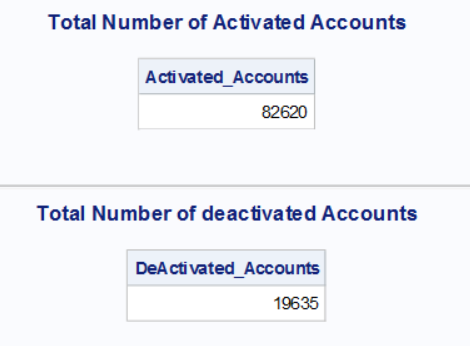 Total Number of Activated Accounts
Activated_Accounts
82620
Total Number of deactivated Accounts
DeActivated_Accounts
19635